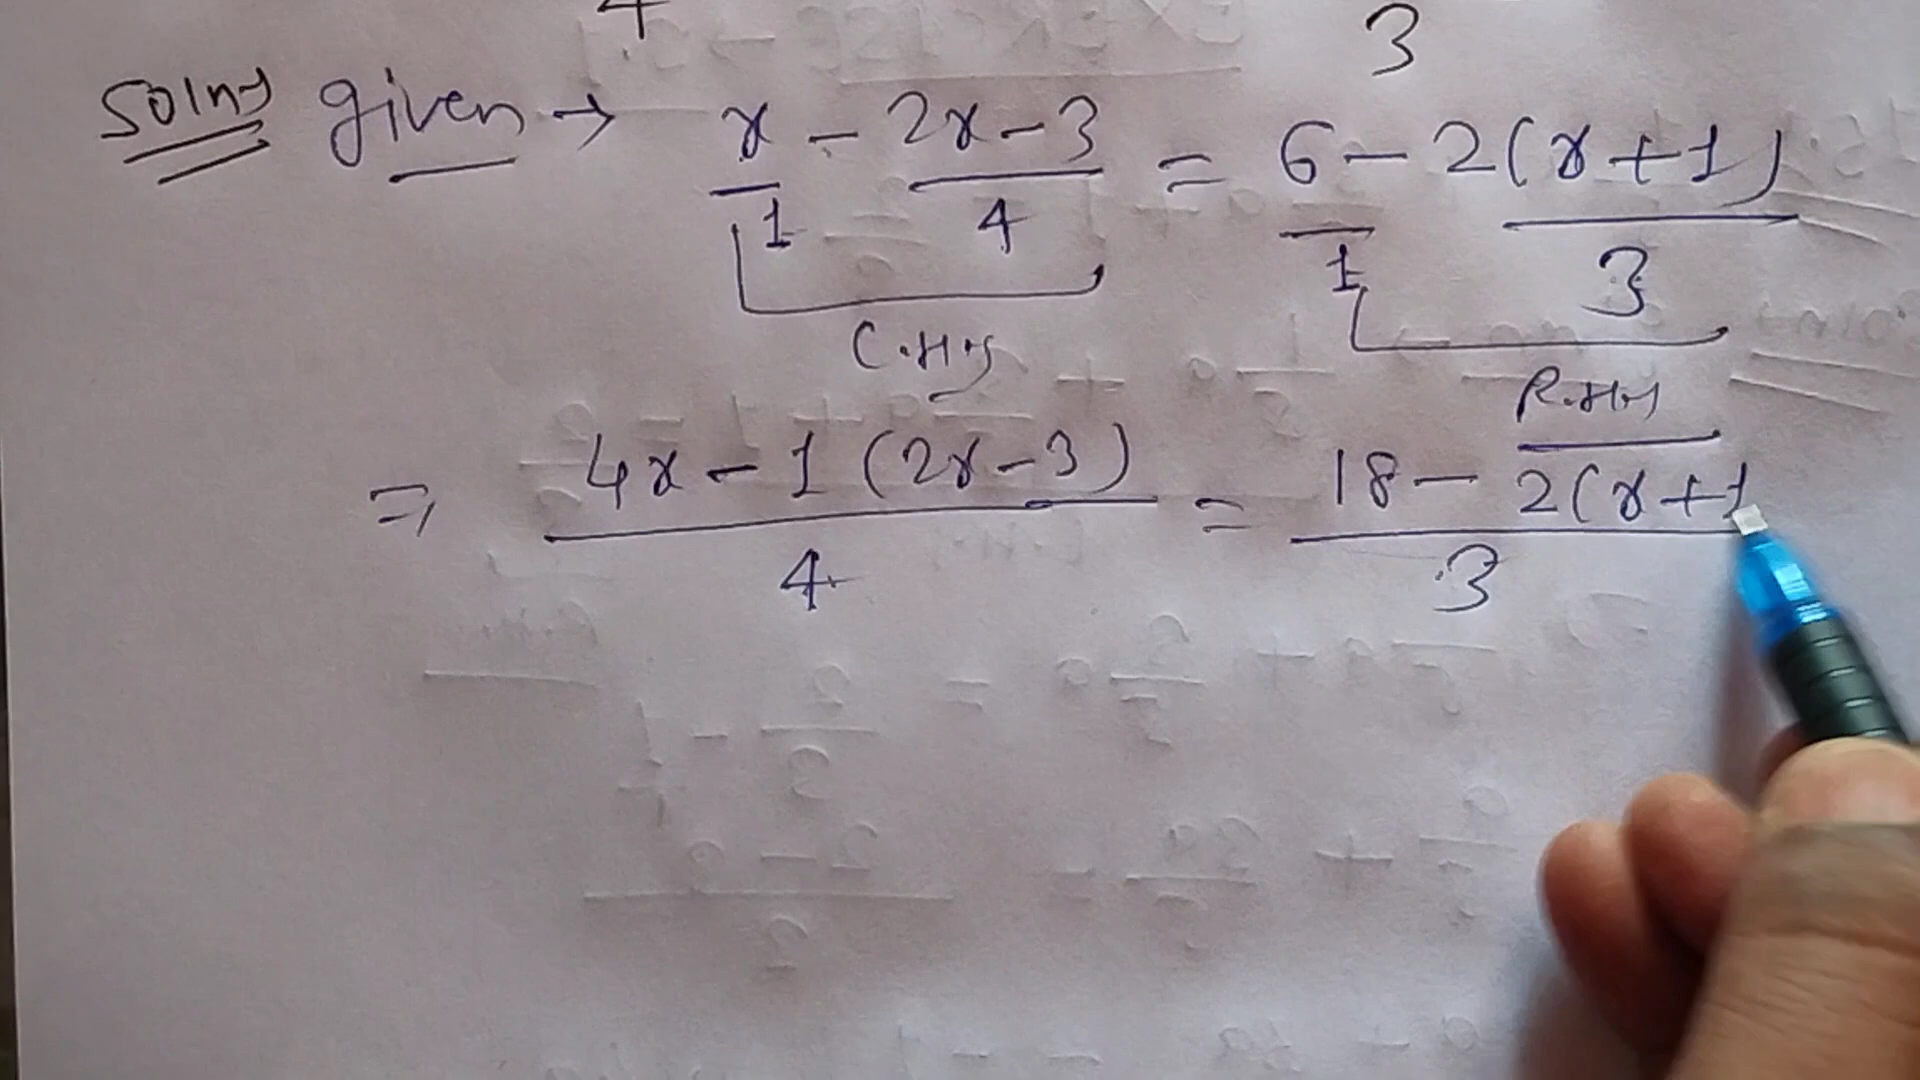 4 3
Soln→ given → x/1 - 2x-3/4 = 6/1 - 2(x+1)/3
L.H.S
R.H.S
⇒ 4x - 1(2x-3)/4 = 18 - 2(x+1/3